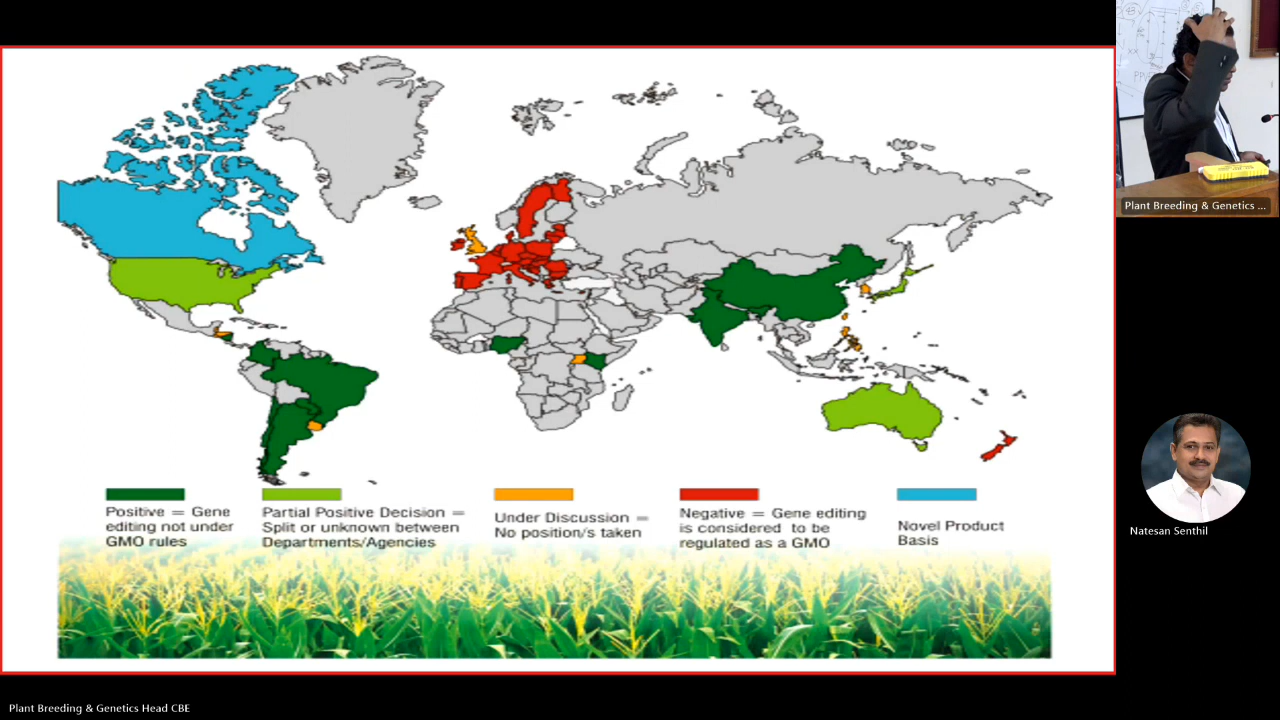 Positive = Gene
editing not under
GMO rules
Partial Positive Decision =
Split or unknown between
Departments/Agencies
Under Discussion =
No position/s taken
Negative = Gene editing
is considered to be
regulated as a GMO
Novel Product
Basis
Plant Breeding & Genetics ...
Natesan Senthil
Plant Breeding & Genetics Head CBE